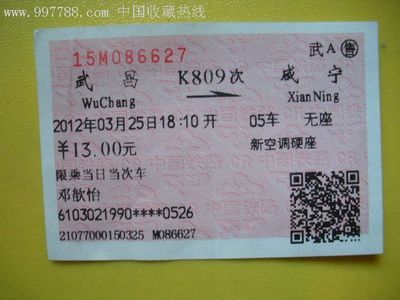 www.997788.com 中国收藏热线
15M086627
武A 售
武昌 K809次 咸宁
WuChang XianNing
2012年03月25日18:10开 05车 无座
¥13.00元 新空调硬座
限乘当日当次车
邓歆怡
6103021990****0526
21077000150325 M086627